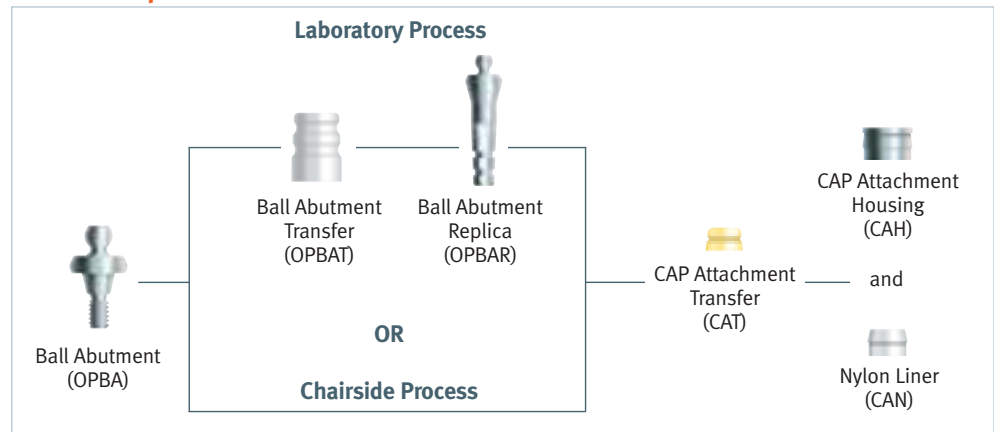 Laboratory Process
Ball Abutment
Transfer
(OPBAT)
Ball Abutment
Replica
(OPBAR)
Ball Abutment
(OPBA)
OR
Chairside Process
CAP Attachment
Transfer
(CAT)
CAP Attachment
Housing
(CAH)
and
Nylon Liner
(CAN)